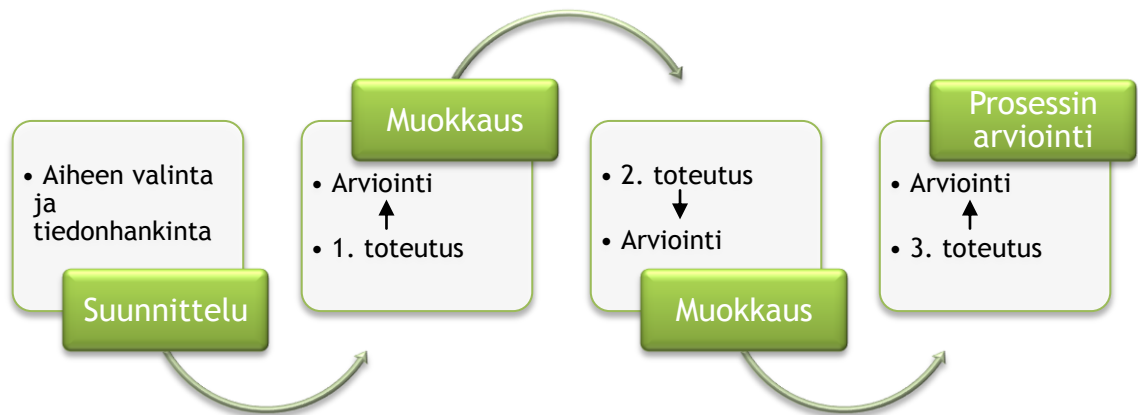 • Aiheen valinta
ja
tiedonhankinta
Suunnittelu
Muokkaus
• Arviointi
• 1. toteutus
• 2. toteutus
• Arviointi
Muokkaus
Prosessin
arviointi
• Arviointi
• 3. toteutus